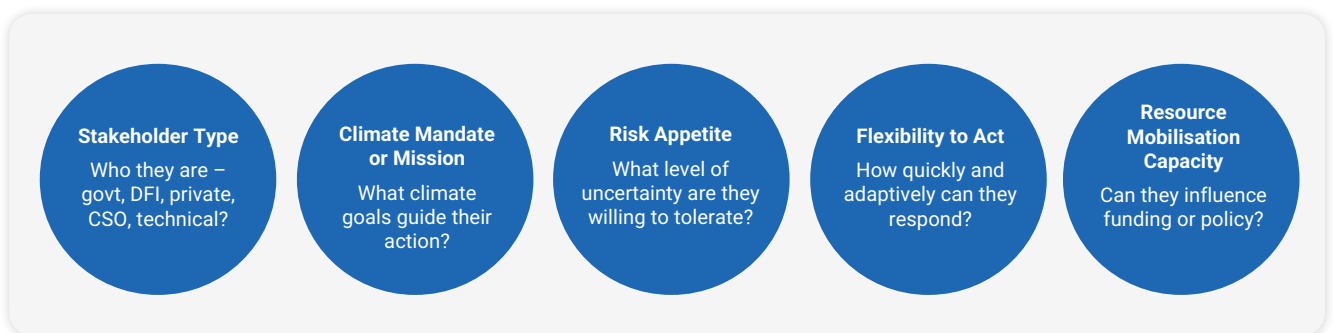 Stakeholder Type
Who they are –
govt, DFI, private,
CSO, technical?
Climate Mandate
or Mission
What climate
goals guide their
action?
Risk Appetite
What level of
uncertainty are they
willing to tolerate?
Flexibility to Act
How quickly and
adaptively can they
respond?
Resource
Mobilisation
Capacity
Can they influence
funding or policy?